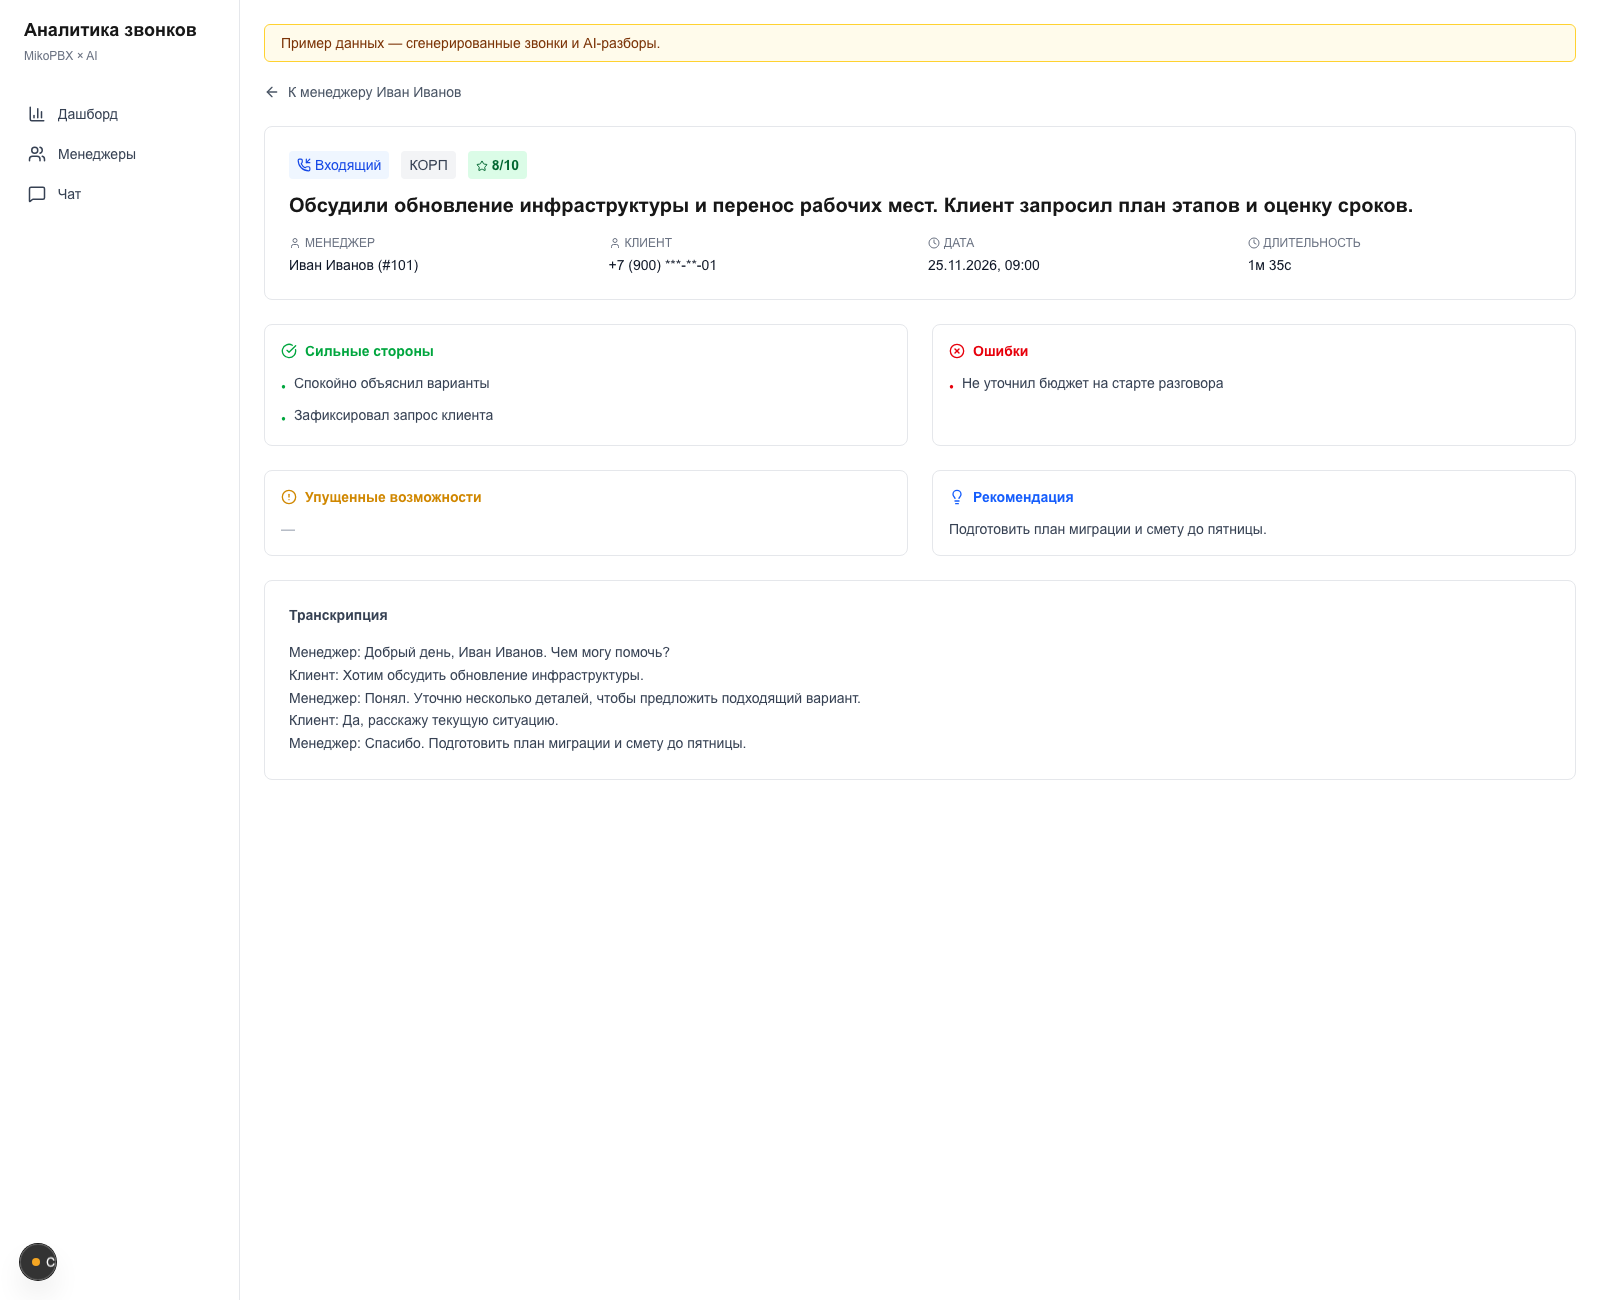 Аналитика звонков
MikoPBX × AI
Дашборд
Менеджеры
Чат
Пример данных — сгенерированные звонки и AI-разборы.
К менеджеру Иван Иванов
Входящий
КОРП
8/10
Обсудили обновление инфраструктуры и перенос рабочих мест. Клиент запросил план этапов и оценку сроков.
МЕНЕДЖЕР
Иван Иванов (#101)
КЛИЕНТ
+7 (900) ***-**-01
ДАТА
25.11.2026, 09:00
ДЛИТЕЛЬНОСТЬ
1м 35с
Сильные стороны
• Спокойно объяснил варианты
• Зафиксировал запрос клиента
Ошибки
• Не уточнил бюджет на старте разговора
Упущенные возможности
—
Рекомендация
Подготовить план миграции и смету до пятницы.
Транскрипция
Менеджер: Добрый день, Иван Иванов. Чем могу помочь?
Клиент: Хотим обсудить обновление инфраструктуры.
Менеджер: Понял. Уточню несколько деталей, чтобы предложить подходящий вариант.
Клиент: Да, расскажу текущую ситуацию.
Менеджер: Спасибо. Подготовить план миграции и смету до пятницы.